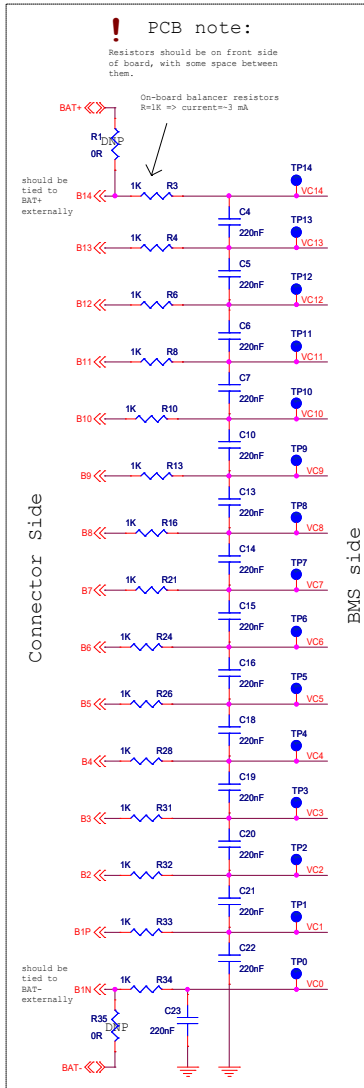 ! PCB note:
Resistors should be on front side
of board, with some space between
them.
On-board balancer resistors
R=1K => current=~3 mA
BAT+
R1
DNP
0R
should be
tied to
BAT+
externally
B14 1K R3 TP14 VC14
C4
220nF
B13 1K R4 TP13 VC13
C5
220nF
B12 1K R6 TP12 VC12
C6
220nF
B11 1K R8 TP11 VC11
C7
220nF
B10 1K R10 TP10 VC10
C10
220nF
B9 1K R13 TP9 VC9
C13
220nF
B8 1K R16 TP8 VC8
C14
220nF
B7 1K R21 TP7 VC7
C15
220nF
B6 1K R24 TP6 VC6
C16
220nF
B5 1K R26 TP5 VC5
C18
220nF
B4 1K R28 TP4 VC4
C19
220nF
B3 1K R31 TP3 VC3
C20
220nF
B2 1K R32 TP2 VC2
C21
220nF
B1P 1K R33 TP1 VC1
C22
220nF
should be
tied to
BAT-
externally
B1N 1K R34 TP0 VC0
C23
220nF
R35
DNP
0R
BAT-
Connector Side
BMS side